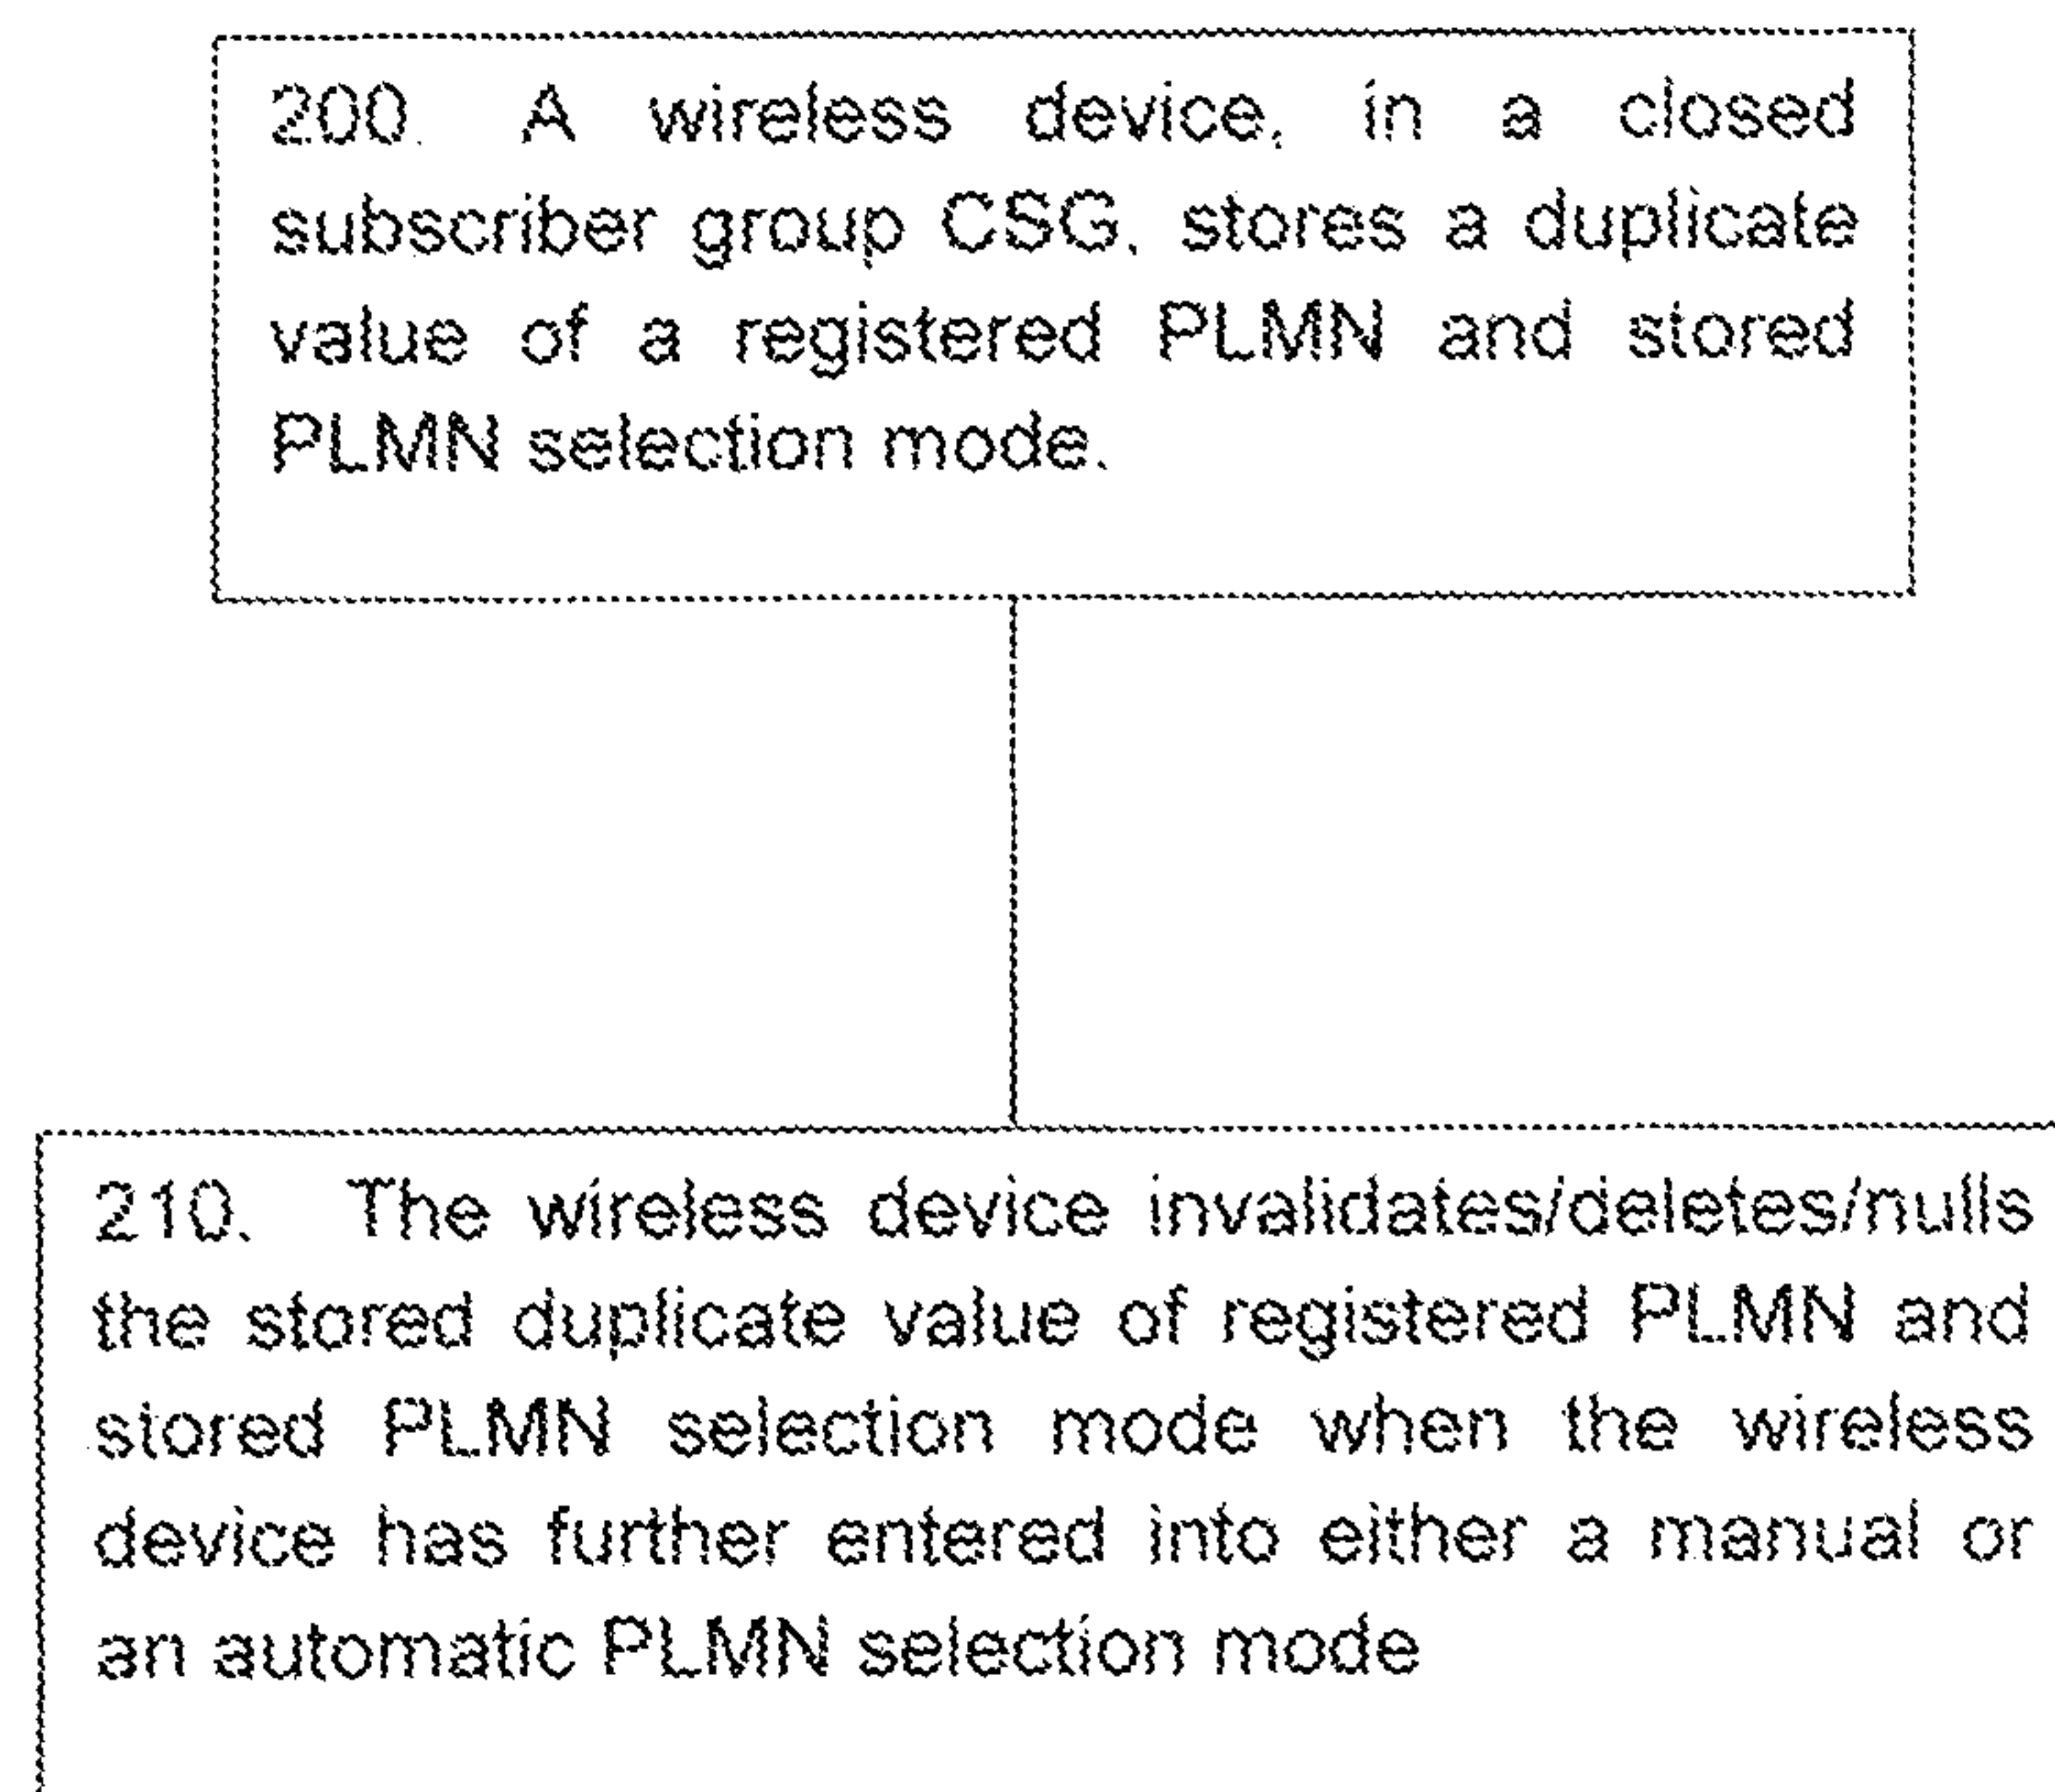 200. A wireless device, in a closed
subscriber group CSG, stores a duplicate
value of a registered PLMN and stored
PLMN selection mode.
210. The wireless device invalidates/deletes/nulls
the stored duplicate value of registered PLMN and
stored PLMN selection mode when the wireless
device has further entered into either a manual or
an automatic PLMN selection mode